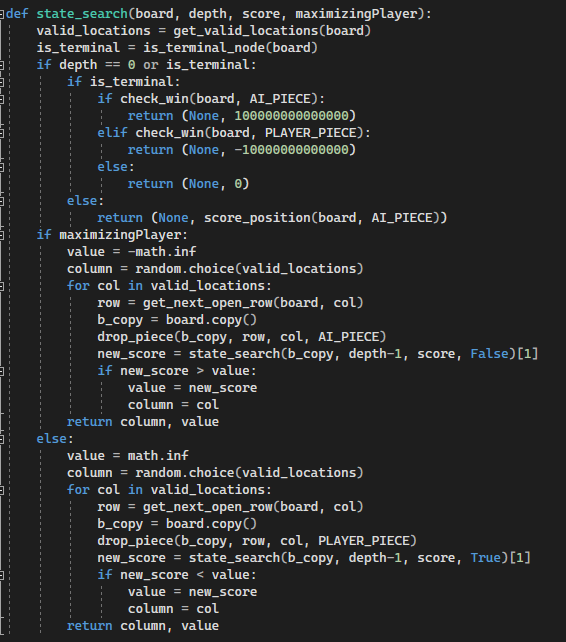 def state_search(board, depth, score, maximizingPlayer):
    valid_locations = get_valid_locations(board)
    is_terminal = is_terminal_node(board)
    if depth == 0 or is_terminal:
        if is_terminal:
            if check_win(board, AI_PIECE):
                return (None, 100000000000000)
            elif check_win(board, PLAYER_PIECE):
                return (None, -10000000000000)
            else:
                return (None, 0)
        else:
            return (None, score_position(board, AI_PIECE))
    if maximizingPlayer:
        value = -math.inf
        column = random.choice(valid_locations)
        for col in valid_locations:
            row = get_next_open_row(board, col)
            b_copy = board.copy()
            drop_piece(b_copy, row, col, AI_PIECE)
            new_score = state_search(b_copy, depth-1, score, False)[1]
            if new_score > value:
                value = new_score
                column = col
        return column, value
    else:
        value = math.inf
        column = random.choice(valid_locations)
        for col in valid_locations:
            row = get_next_open_row(board, col)
            b_copy = board.copy()
            drop_piece(b_copy, row, col, PLAYER_PIECE)
            new_score = state_search(b_copy, depth-1, score, True)[1]
            if new_score < value:
                value = new_score
                column = col
        return column, value